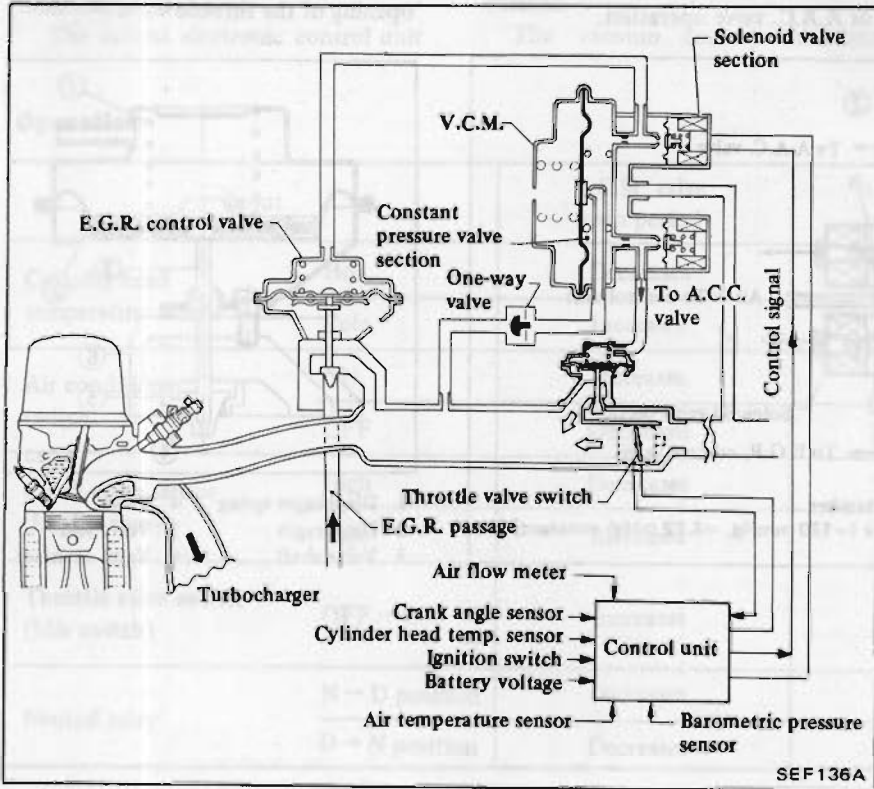 Solenoid valve
section
V.C.M.
E.G.R. control valve
Constant
pressure valve
section
One-way
valve
To A.C.C.
valve
Control signal
Throttle valve switch
E.G.R. passage
Turbocharger
Air flow meter
Crank angle sensor
Cylinder head temp. sensor
Ignition switch
Battery voltage
Control unit
Air temperature sensor
Barometric pressure
sensor
N → D position
D → N position
SEF136A